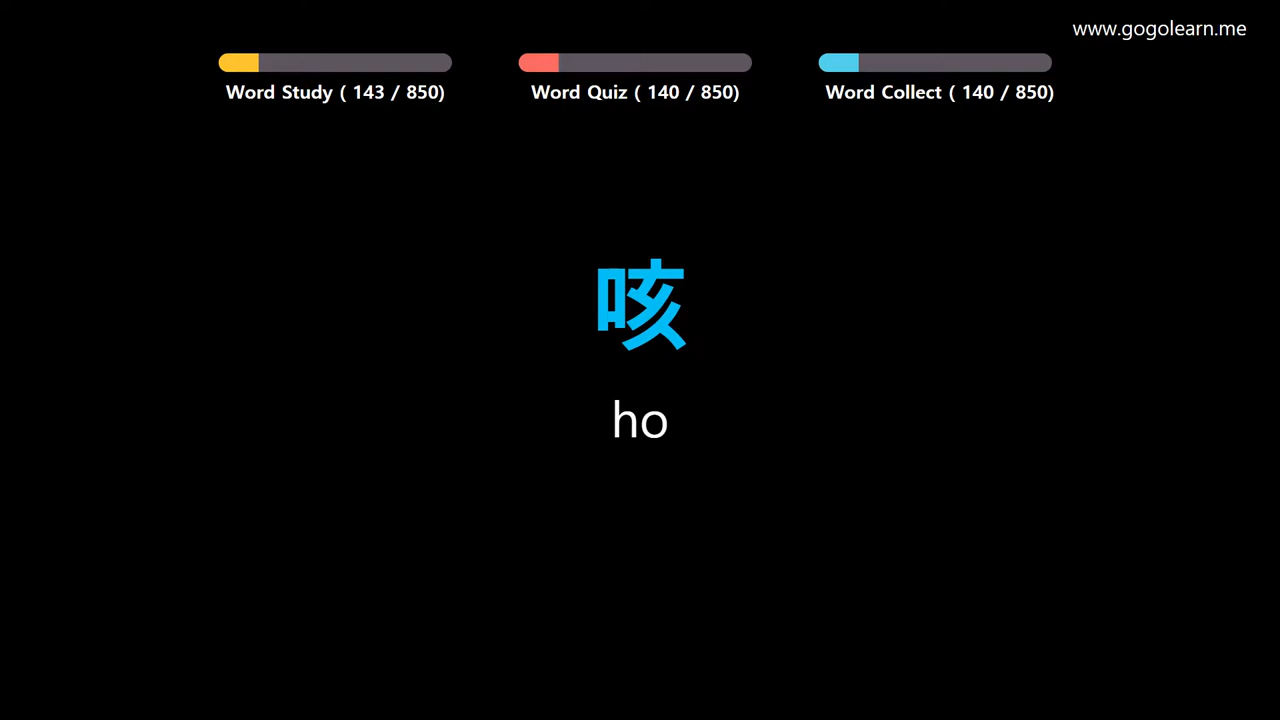 www.gogolearn.me
Word Study ( 143 / 850)
Word Quiz ( 140 / 850)
Word Collect ( 140 / 850)
咳
ho